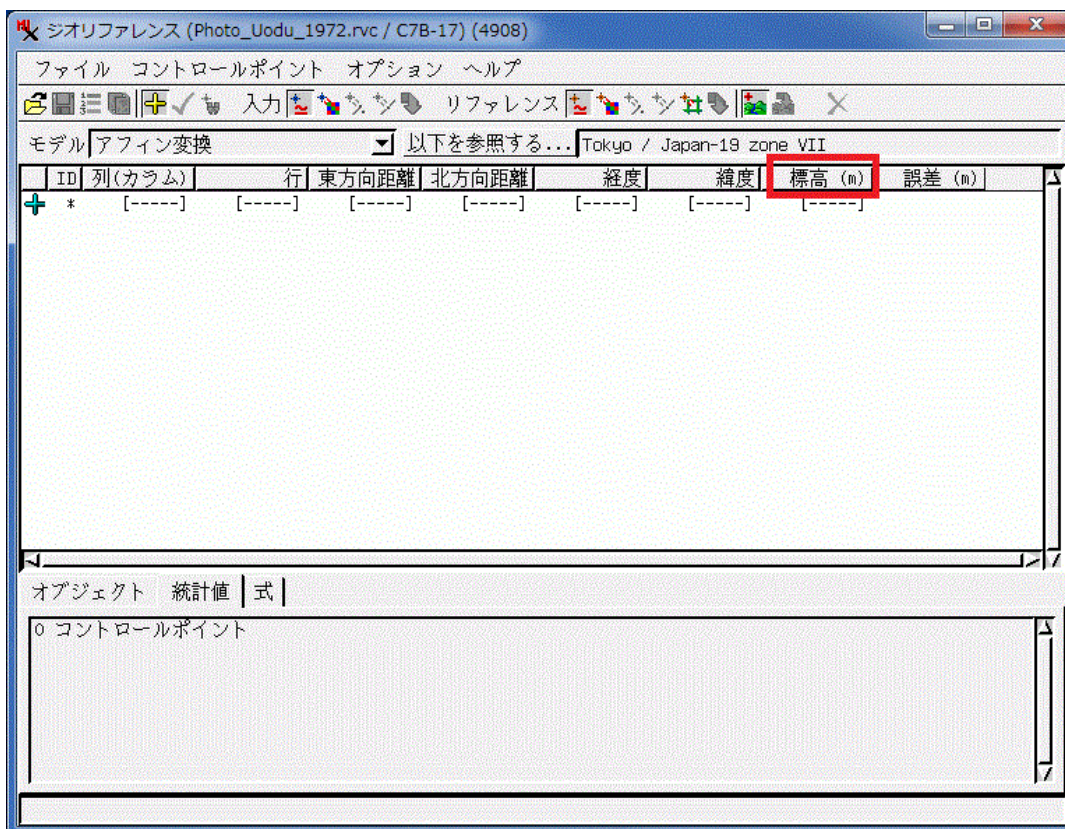 ジオリファレンス (Photo_Uodu_1972.rvc / C7B-17) (4908)
ファイル コントロールポイント オプション ヘルプ
入力 リファレンス
モデル アフィン変換 以下を参照する... Tokyo / Japan-19 zone VII
ID 列(カラム) 行 東方向距離 北方向距離 経度 緯度 標高 (m) 誤差 (m)
* [-----] [-----] [-----] [-----] [-----] [-----] [-----]
オブジェクト 統計値 式
0 コントロールポイント